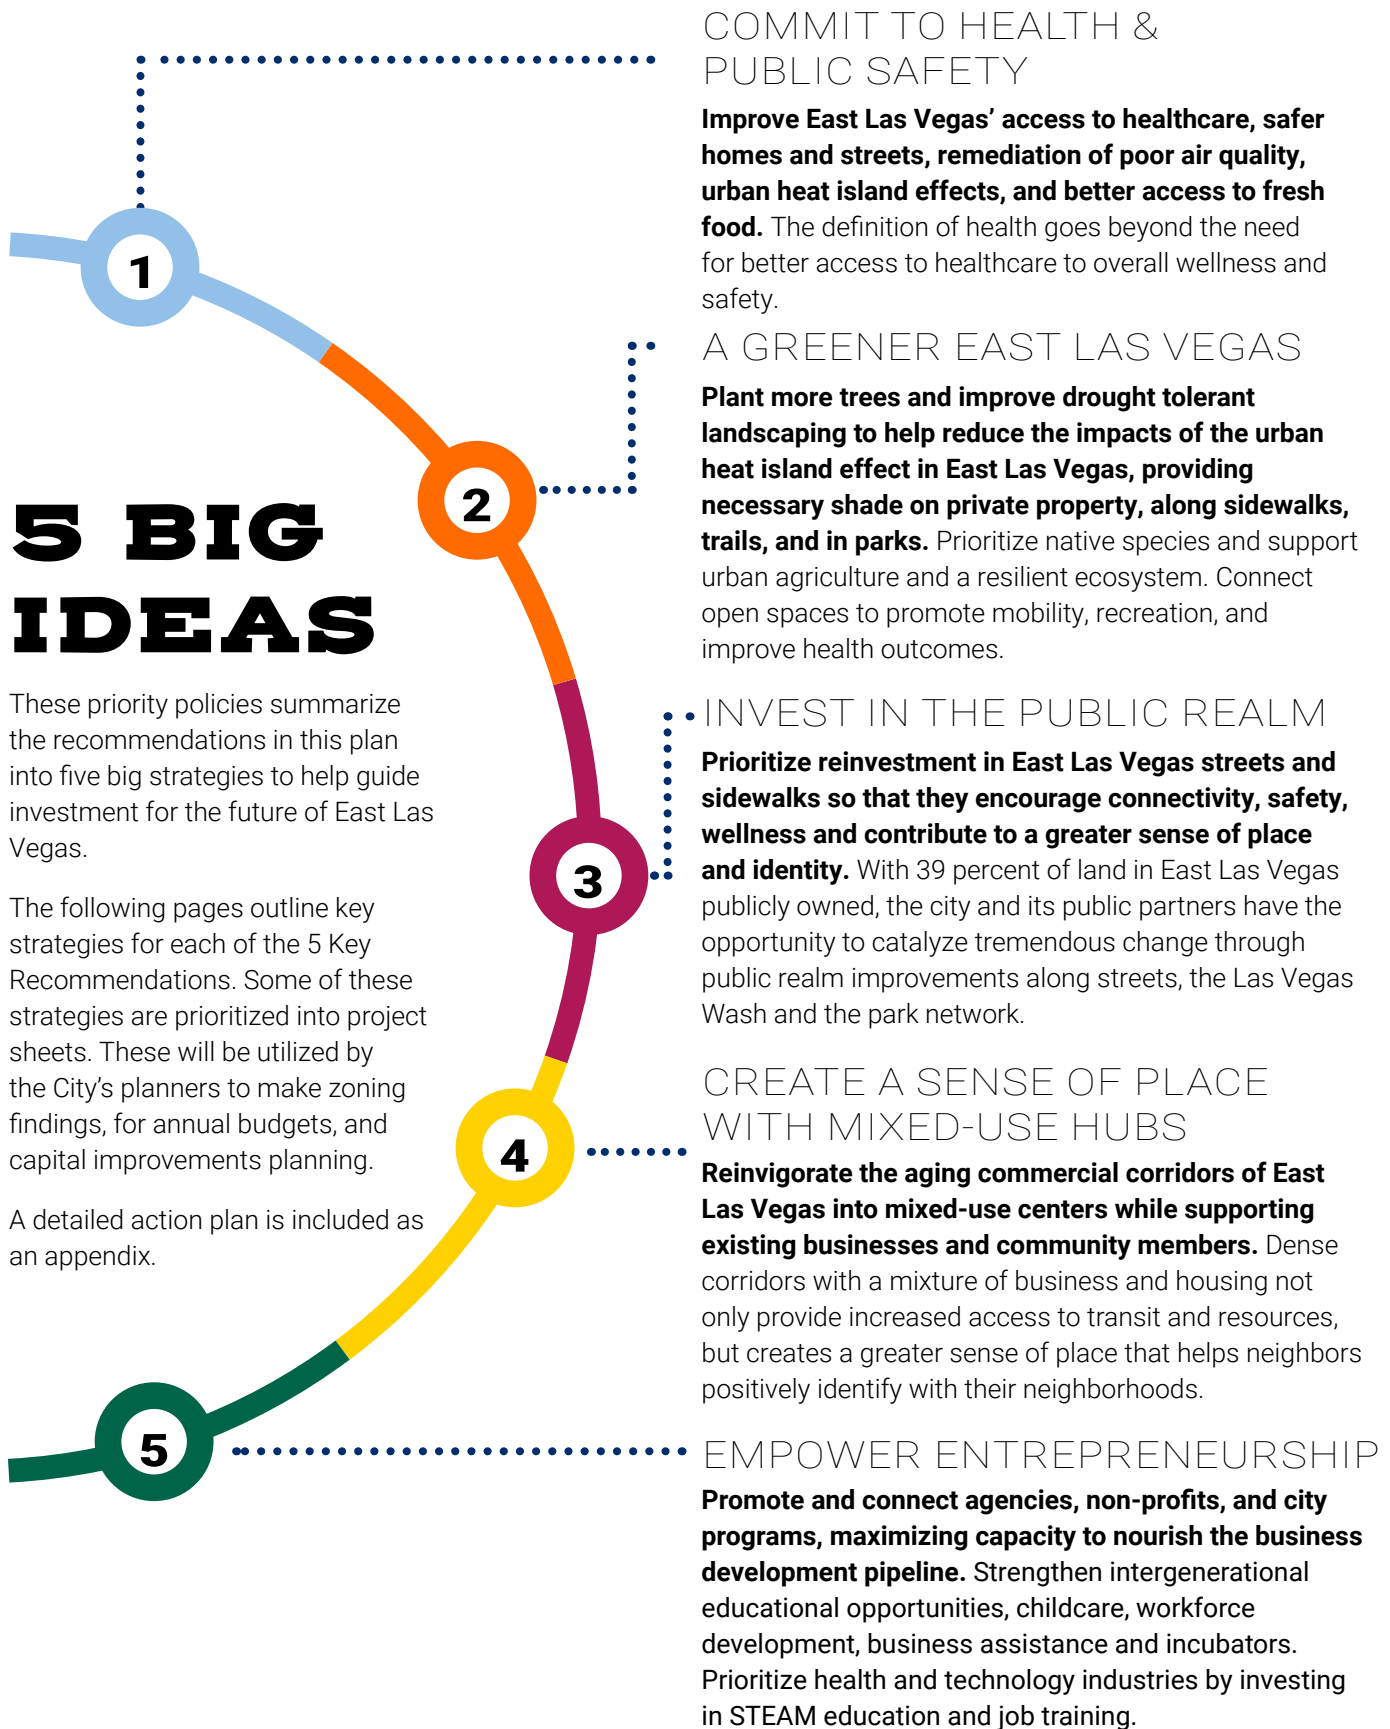 5 BIG
IDEAS
These priority policies summarize
the recommendations in this plan
into five big strategies to help guide
investment for the future of East Las
Vegas.
The following pages outline key
strategies for each of the 5 Key
Recommendations. Some of these
strategies are prioritized into project
sheets. These will be utilized by
the City’s planners to make zoning
findings, for annual budgets, and
capital improvements planning.
A detailed action plan is included as
an appendix.
1
COMMIT TO HEALTH &
PUBLIC SAFETY
Improve East Las Vegas’ access to healthcare, safer
homes and streets, remediation of poor air quality,
urban heat island effects, and better access to fresh
food. The definition of health goes beyond the need
for better access to healthcare to overall wellness and
safety.
2
A GREENER EAST LAS VEGAS
Plant more trees and improve drought tolerant
landscaping to help reduce the impacts of the urban
heat island effect in East Las Vegas, providing
necessary shade on private property, along sidewalks,
trails, and in parks. Prioritize native species and support
urban agriculture and a resilient ecosystem. Connect
open spaces to promote mobility, recreation, and
improve health outcomes.
3
INVEST IN THE PUBLIC REALM
Prioritize reinvestment in East Las Vegas streets and
sidewalks so that they encourage connectivity, safety,
wellness and contribute to a greater sense of place
and identity. With 39 percent of land in East Las Vegas
publicly owned, the city and its public partners have the
opportunity to catalyze tremendous change through
public realm improvements along streets, the Las Vegas
Wash and the park network.
4
CREATE A SENSE OF PLACE
WITH MIXED-USE HUBS
Reinvigorate the aging commercial corridors of East
Las Vegas into mixed-use centers while supporting
existing businesses and community members. Dense
corridors with a mixture of business and housing not
only provide increased access to transit and resources,
but creates a greater sense of place that helps neighbors
positively identify with their neighborhoods.
5
EMPOWER ENTREPRENEURSHIP
Promote and connect agencies, non-profits, and city
programs, maximizing capacity to nourish the business
development pipeline. Strengthen intergenerational
educational opportunities, childcare, workforce
development, business assistance and incubators.
Prioritize health and technology industries by investing
in STEAM education and job training.